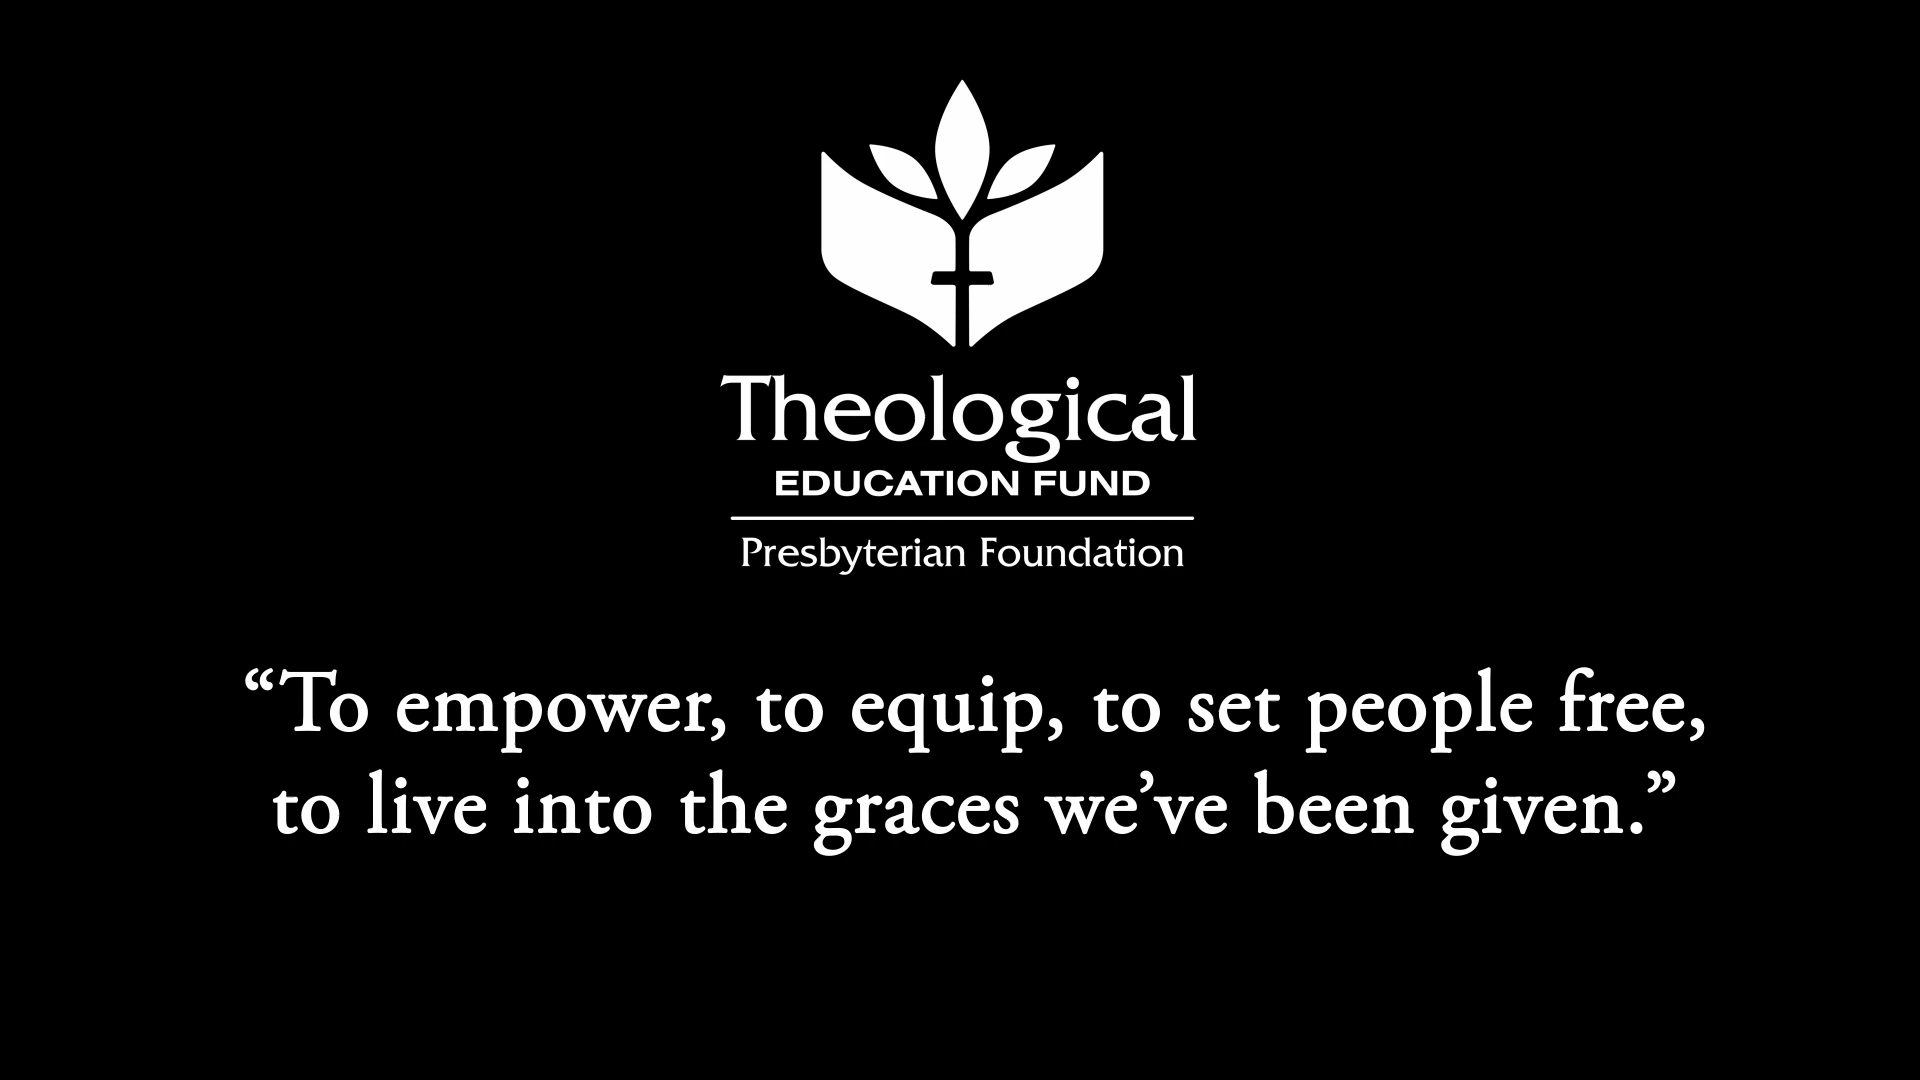 Theological
EDUCATION FUND
Presbyterian Foundation
“To empower, to equip, to set people free,
to live into the graces we’ve been given.”